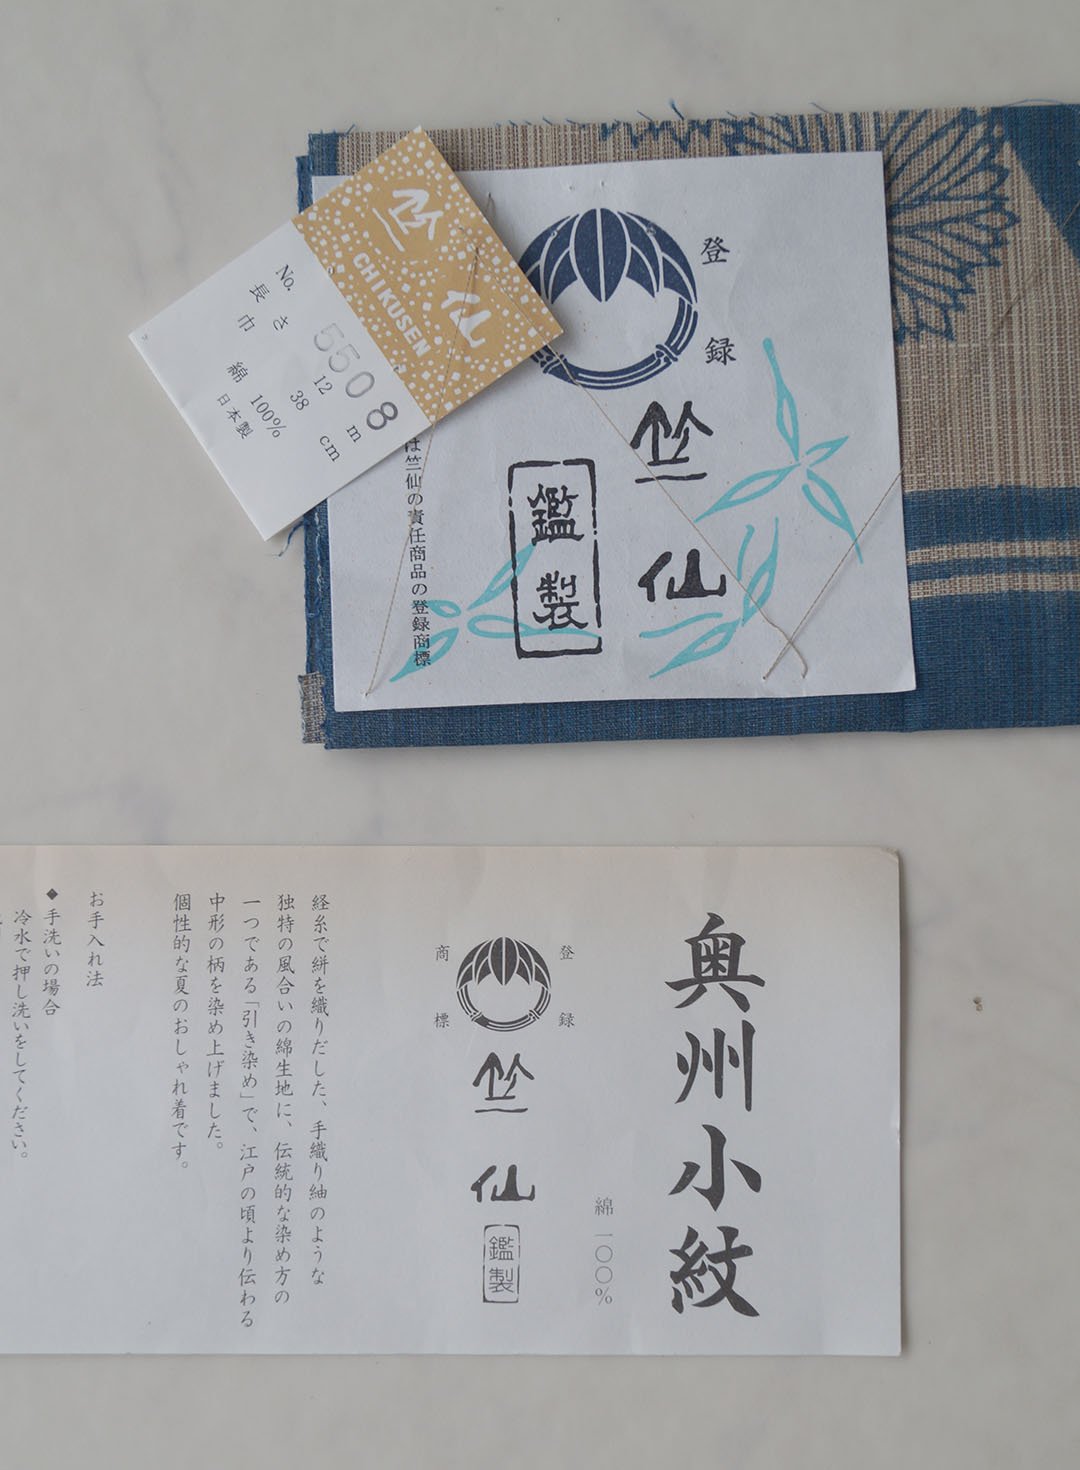 竺仙
CHIKUSEN
No. 5508
長さ 12 m
巾 38 cm
綿 100%
日本製
登録
竺仙
鑑製
は竺仙の責任商品の登録商標
奥州小紋
綿 一〇〇%
登録
商標
竺仙
鑑製
経糸で絣を織りだした、手織り紬のような
独特の風合いの綿生地に、伝統的な染め方の
一つである「引き染め」で、江戸の頃より伝わる
中形の柄を染め上げました。
個性的な夏のおしゃれ着です。
お手入れ法
◆手洗いの場合
冷水で押し洗いをしてください。